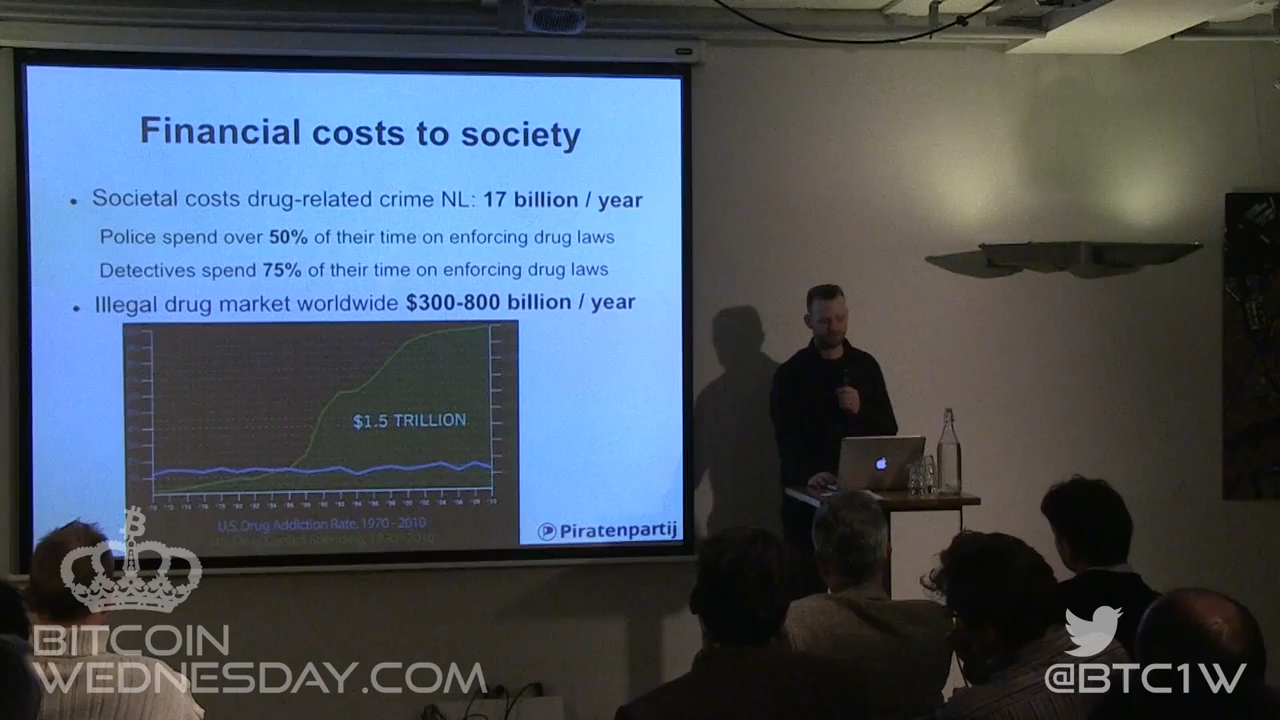 Financial costs to society
• Societal costs drug-related crime NL: 17 billion / year
Police spend over 50% of their time on enforcing drug laws
Detectives spend 75% of their time on enforcing drug laws
• Illegal drug market worldwide $300-800 billion / year
$1.5 TRILLION
U.S. Drug Addiction Rate, 1970 - 2010
Piratenpartij
BITCOIN
WEDNESDAY.COM
@BTC1W